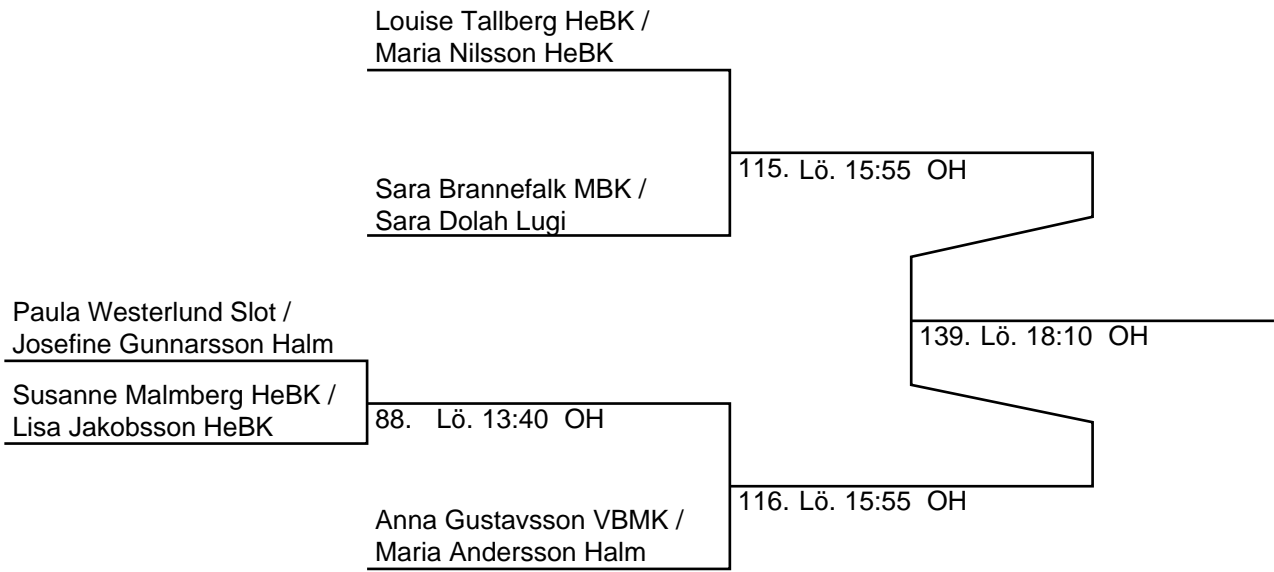 Louise Tallberg HeBK /
Maria Nilsson HeBK
115. Lö. 15:55 OH
Sara Brannefalk MBK /
Sara Dolah Lugi
Paula Westerlund Slot /
Josefine Gunnarsson Halm
139. Lö. 18:10 OH
Susanne Malmberg HeBK /
Lisa Jakobsson HeBK
88. Lö. 13:40 OH
116. Lö. 15:55 OH
Anna Gustavsson VBMK /
Maria Andersson Halm